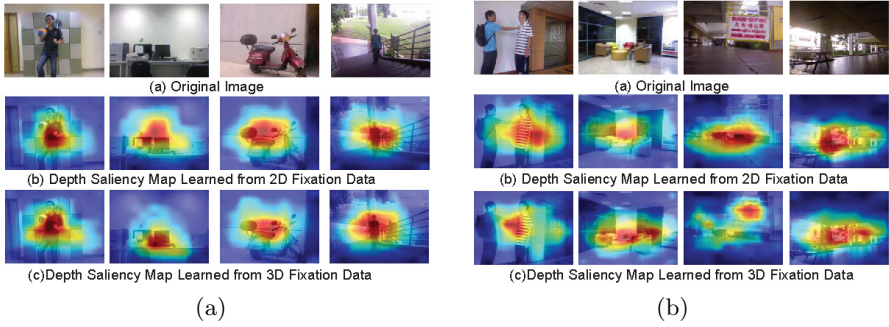 (a) Original Image
(b) Depth Saliency Map Learned from 2D Fixation Data
(c)Depth Saliency Map Learned from 3D Fixation Data
(a)
(a) Original Image
(b) Depth Saliency Map Learned from 2D Fixation Data
(c)Depth Saliency Map Learned from 3D Fixation Data
(b)